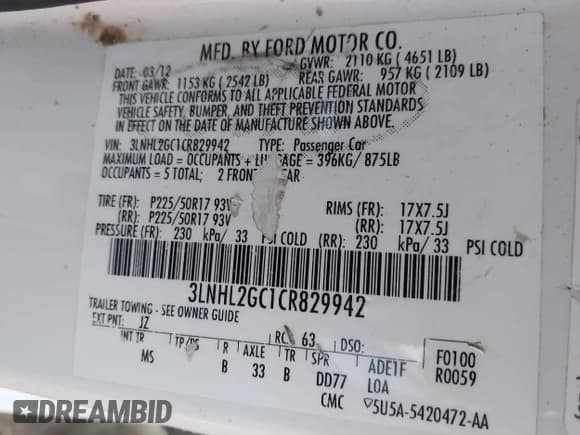 MFD. BY FORD MOTOR CO.
DATE: 03/12 GVWR: 2110 KG ( 4651 LB)
FRONT GAWR: 1153 KG ( 2542 LB) REAR GAWR: 957 KG ( 2109 LB)
THIS VEHICLE CONFORMS TO ALL APPLICABLE FEDERAL MOTOR
VEHICLE SAFETY, BUMPER, AND THEFT PREVENTION STANDARDS
IN EFFECT ON THE DATE OF MANUFACTURE SHOWN ABOVE.
VIN: 3LNHL2GC1CR829942 TYPE: Passenger Car
MAXIMUM LOAD = OCCUPANTS + LUGGAGE = 396KG/ 875LB
OCCUPANTS = 5 TOTAL; 2 FRONT
TIRE (FR): P225/50R17 93V RIMS (FR): 17X7.5J
(RR): P225/50R17 93V (RR): 17X7.5J
PRESSURE (FR): 230 kPa/ 33 PSI COLD (RR): 230 kPa/ 33 PSI COLD
3LNHL2GC1CR829942
TRAILER TOWING - SEE OWNER GUIDE
EXT PNT: JZ RC: 63 DSO: F0100
INT TR TP/PS R AXLE TR SPR ADE1F R0059
MS B 33 B DD77 LOA
CMC ▽5U5A-5420472-AA
DREAMBID